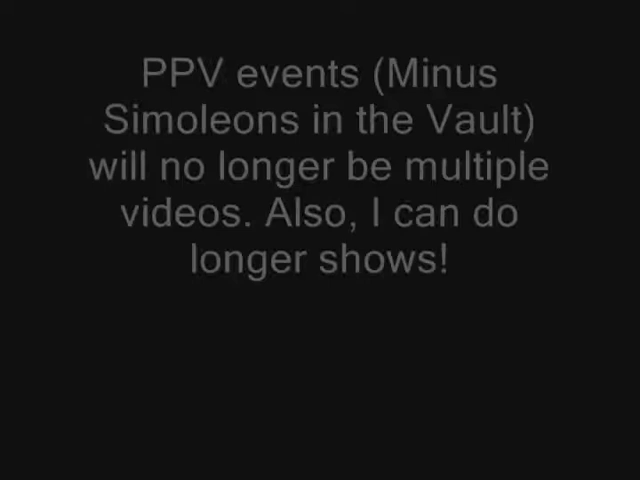 PPV events (Minus
Simoleons in the Vault)
will no longer be multiple
videos. Also, I can do
longer shows!